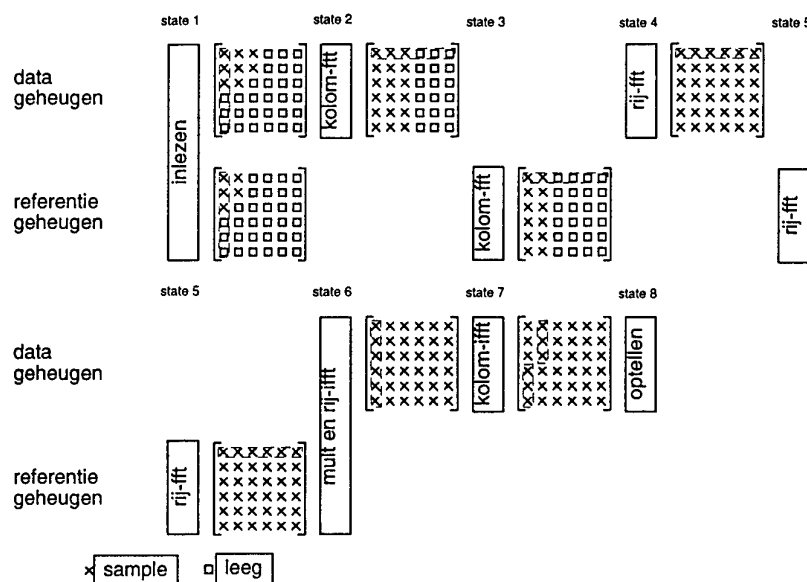 state 1
state 2
state 3
state 4
state 5
data
geheugen
inlezen
kolom-fft
rij-fft
referentie
geheugen
kolom-fft
rij-fft
state 5
state 6
state 7
state 8
data
geheugen
mult en rij-ifft
kolom-ifft
optellen
referentie
geheugen
rij-fft
sample
leeg